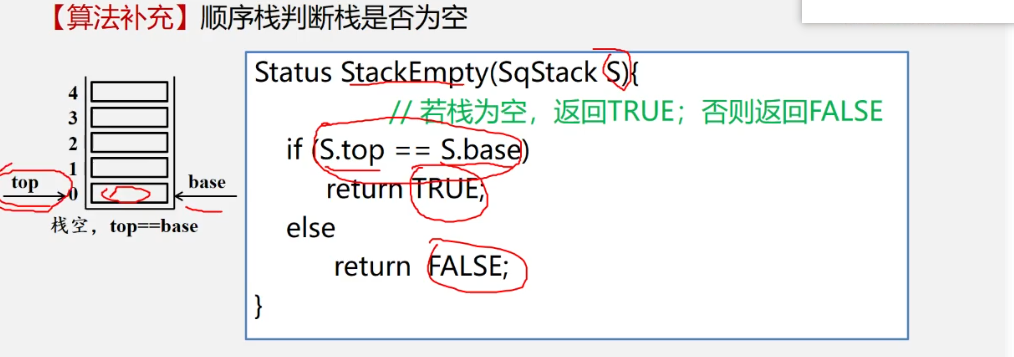 【算法补充】顺序栈判断栈是否为空
4
3
2
1
top
0
base
栈空，top==base
Status StackEmpty(SqStack S){
// 若栈为空，返回TRUE；否则返回FALSE
if (S.top == S.base)
return TRUE;
else
return FALSE;
}